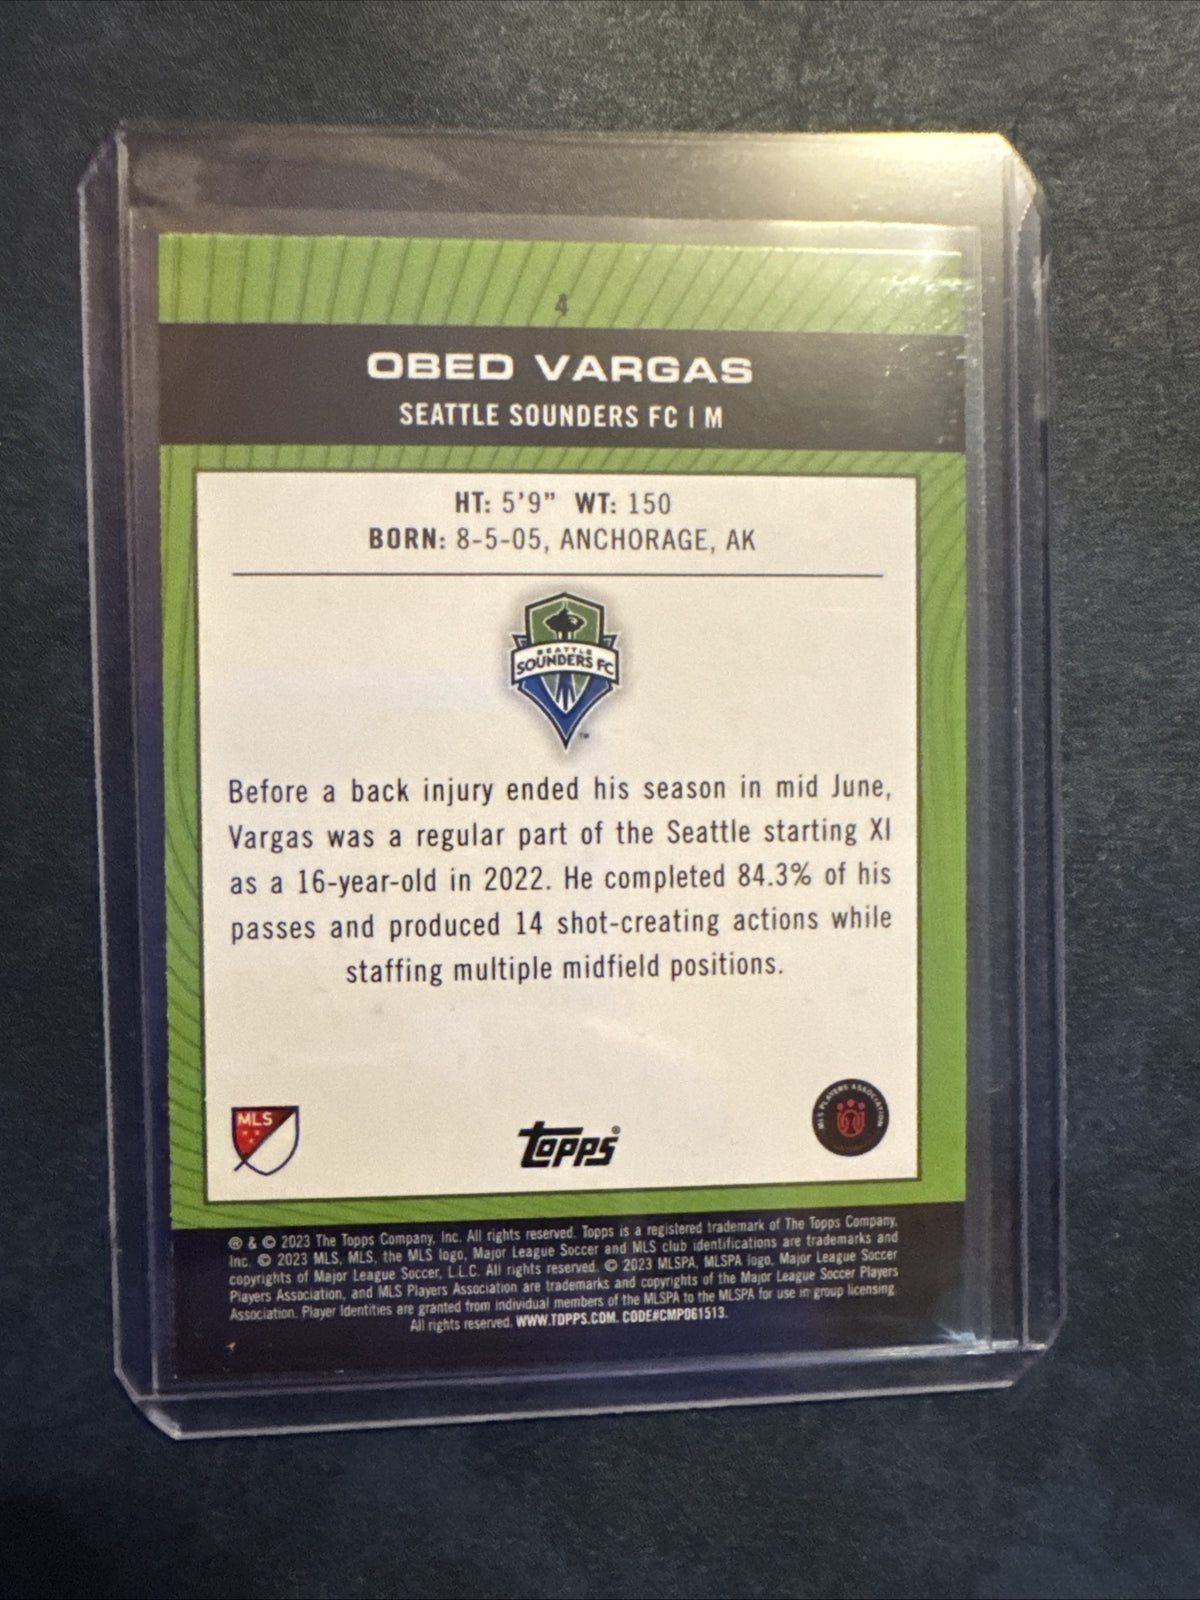 4
OBED VARGAS
SEATTLE SOUNDERS FC | M
HT: 5'9" WT: 150
BORN: 8-5-05, ANCHORAGE, AK
SEATTLE
SOUNDERS FC
TM
Before a back injury ended his season in mid June,
Vargas was a regular part of the Seattle starting XI
as a 16-year-old in 2022. He completed 84.3% of his
passes and produced 14 shot-creating actions while
staffing multiple midfield positions.
MLS
Topps®
MLS PLAYERS ASSOCIATION
® & © 2023 The Topps Company, Inc. All rights reserved. Topps is a registered trademark of The Topps Company,
Inc. © 2023 MLS, MLS, the MLS logo, Major League Soccer and MLS club identifications are trademarks and
copyrights of Major League Soccer, L.L.C. All rights reserved. © 2023 MLSPA, MLSPA logo, Major League Soccer
Players Association, and MLS Players Association are trademarks and copyrights of the Major League Soccer Players
Association. Player Identities are granted from individual members of the MLSPA to the MLSPA for use in group licensing.
All rights reserved. WWW.TOPPS.COM. CODE#CMP061513.